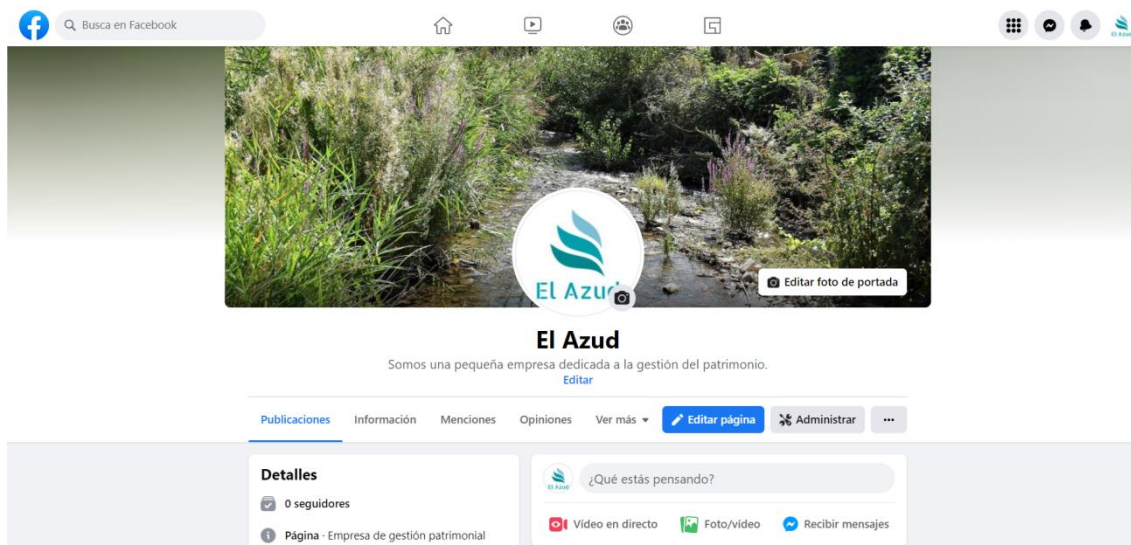 Busca en Facebook
El Azud
El Azud
Editar foto de portada
El Azud
Somos una pequeña empresa dedicada a la gestión del patrimonio.
Editar
Publicaciones Información Menciones Opiniones Ver más Editar página Administrar
Detalles
0 seguidores
Página · Empresa de gestión patrimonial
El Azud
¿Qué estás pensando?
Vídeo en directo Foto/vídeo Recibir mensajes